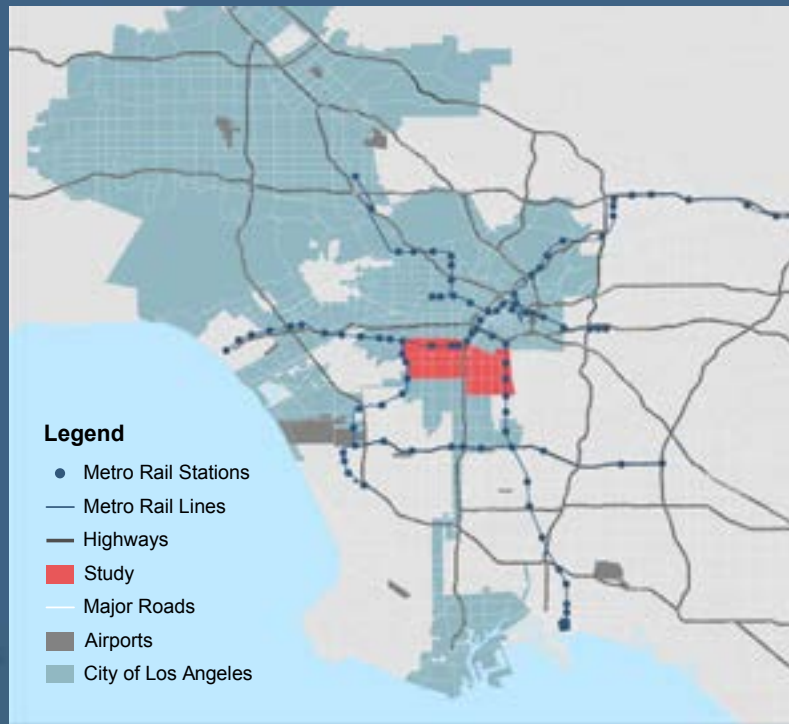 Legend
Metro Rail Stations
Metro Rail Lines
Highways
Study
Major Roads
Airports
City of Los Angeles